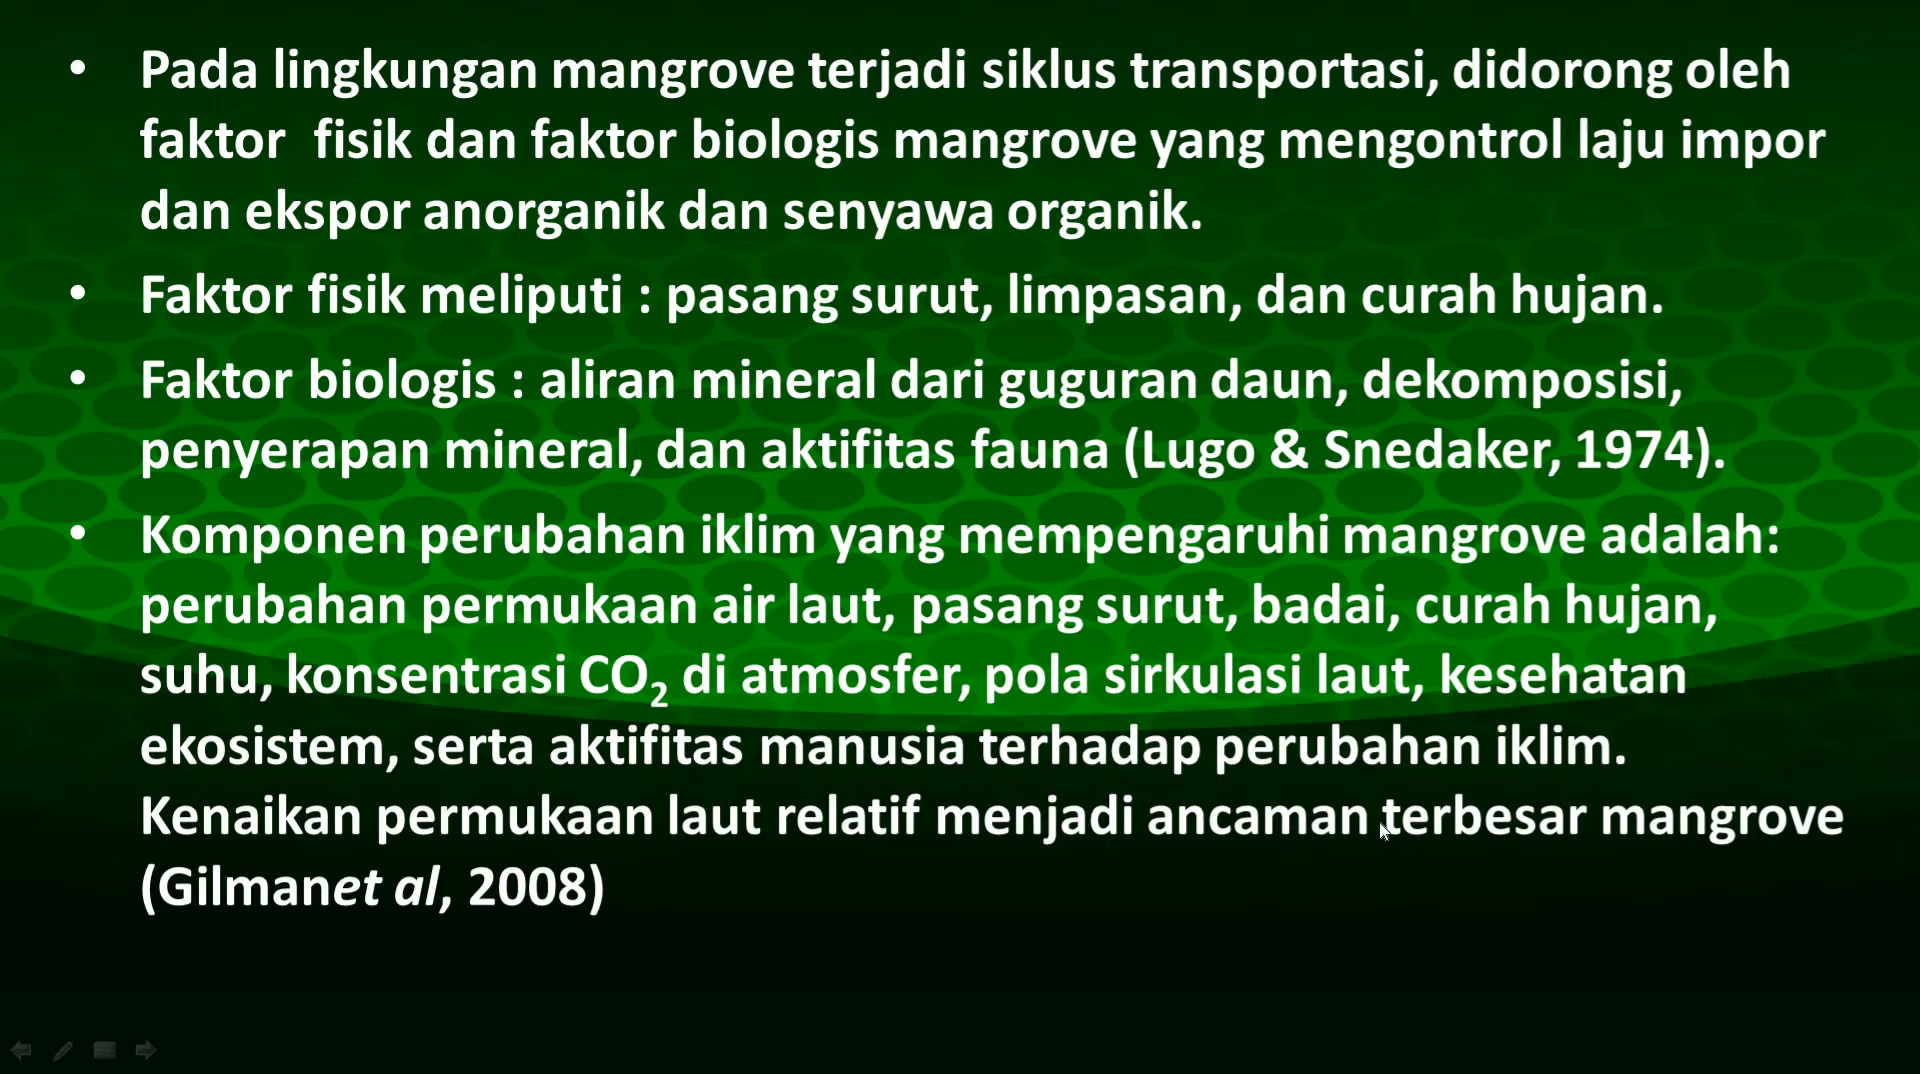 • Pada lingkungan mangrove terjadi siklus transportasi, didorong oleh
faktor  fisik dan faktor biologis mangrove yang mengontrol laju impor
dan ekspor anorganik dan senyawa organik.
• Faktor fisik meliputi : pasang surut, limpasan, dan curah hujan.
• Faktor biologis : aliran mineral dari guguran daun, dekomposisi,
penyerapan mineral, dan aktifitas fauna (Lugo & Snedaker, 1974).
• Komponen perubahan iklim yang mempengaruhi mangrove adalah:
perubahan permukaan air laut, pasang surut, badai, curah hujan,
suhu, konsentrasi CO₂ di atmosfer, pola sirkulasi laut, kesehatan
ekosistem, serta aktifitas manusia terhadap perubahan iklim.
Kenaikan permukaan laut relatif menjadi ancaman terbesar mangrove
(Gilmanet al, 2008)